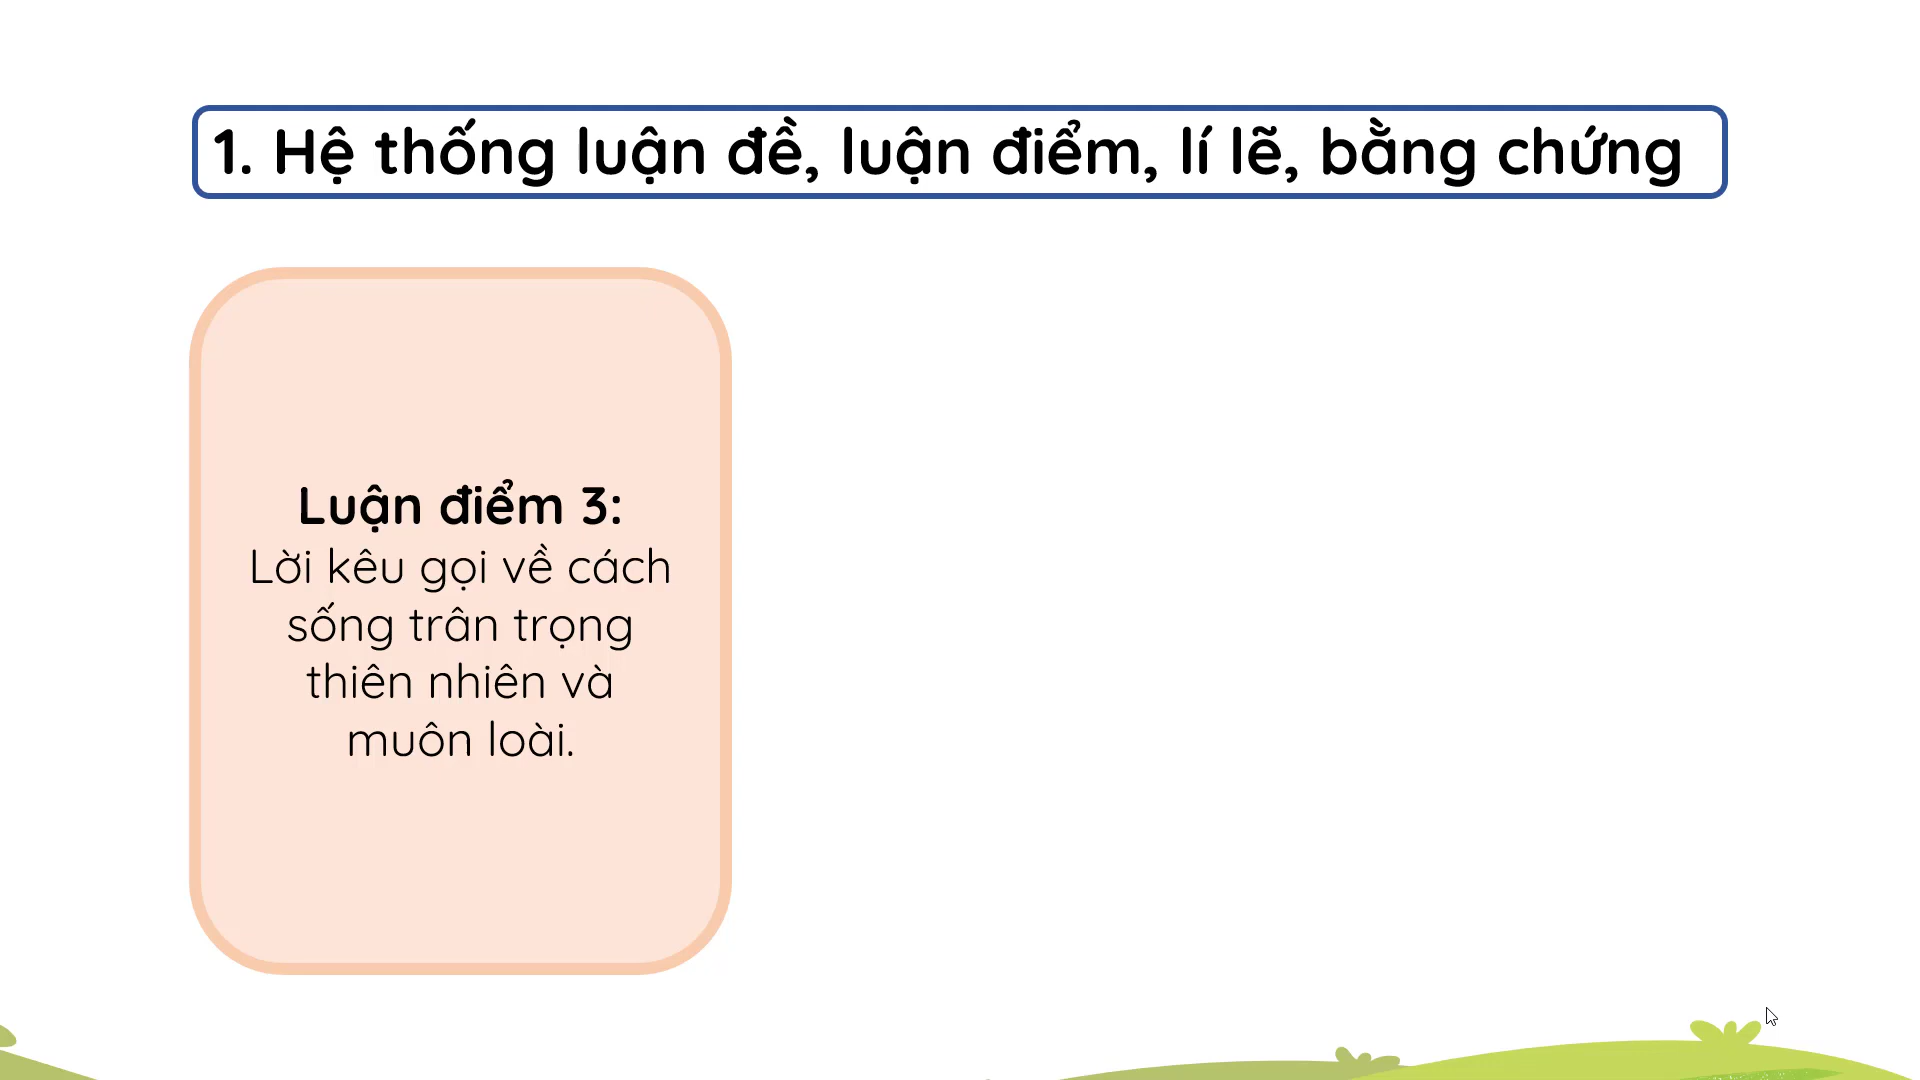 1. Hệ thống luận đề, luận điểm, lí lẽ, bằng chứng
Luận điểm 3:
Lời kêu gọi về cách
sống trân trọng
thiên nhiên và
muôn loài.